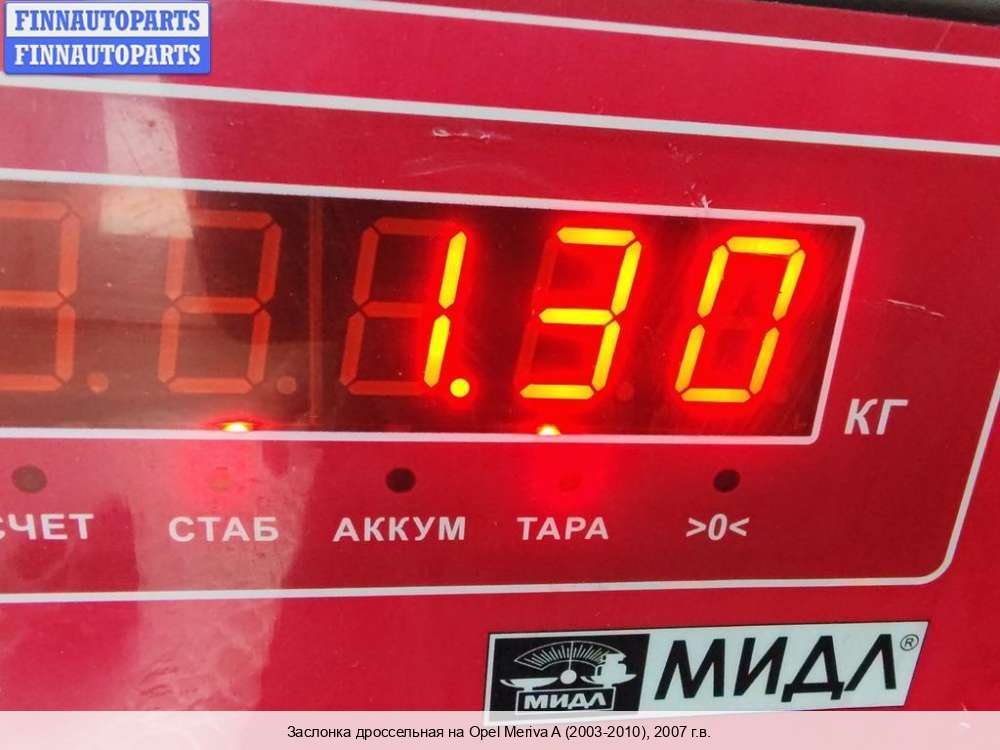 FINNAUTOPARTS
FINNAUTOPARTS
1.30
КГ
СЧЕТ СТАБ АККУМ ТАРА >0<
МИДЛ МИДЛ®
Заслонка дроссельная на Opel Meriva A (2003-2010), 2007 г.в.